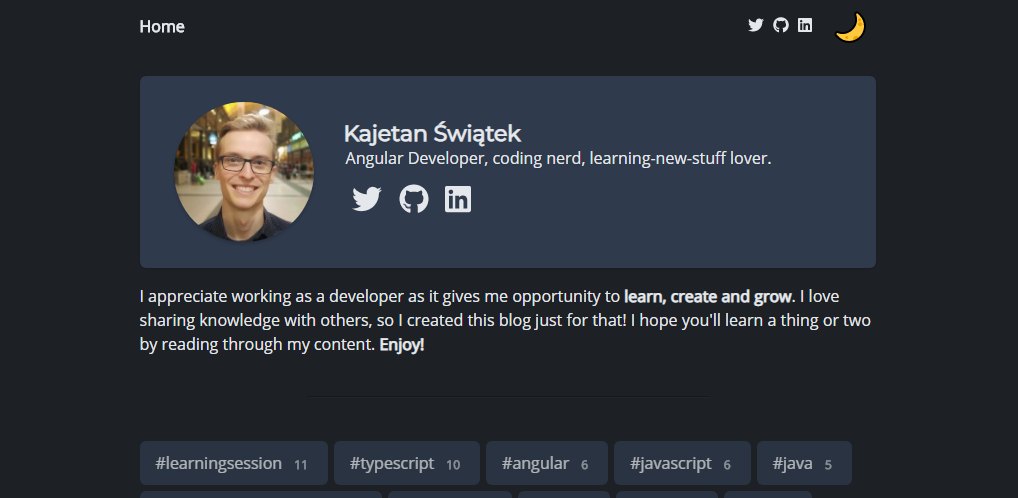 Home
Kajetan Świątek
Angular Developer, coding nerd, learning-new-stuff lover.
I appreciate working as a developer as it gives me opportunity to learn, create and grow. I love
sharing knowledge with others, so I created this blog just for that! I hope you'll learn a thing or two
by reading through my content. Enjoy!
#learningsession 11 #typescript 10 #angular 6 #javascript 6 #java 5